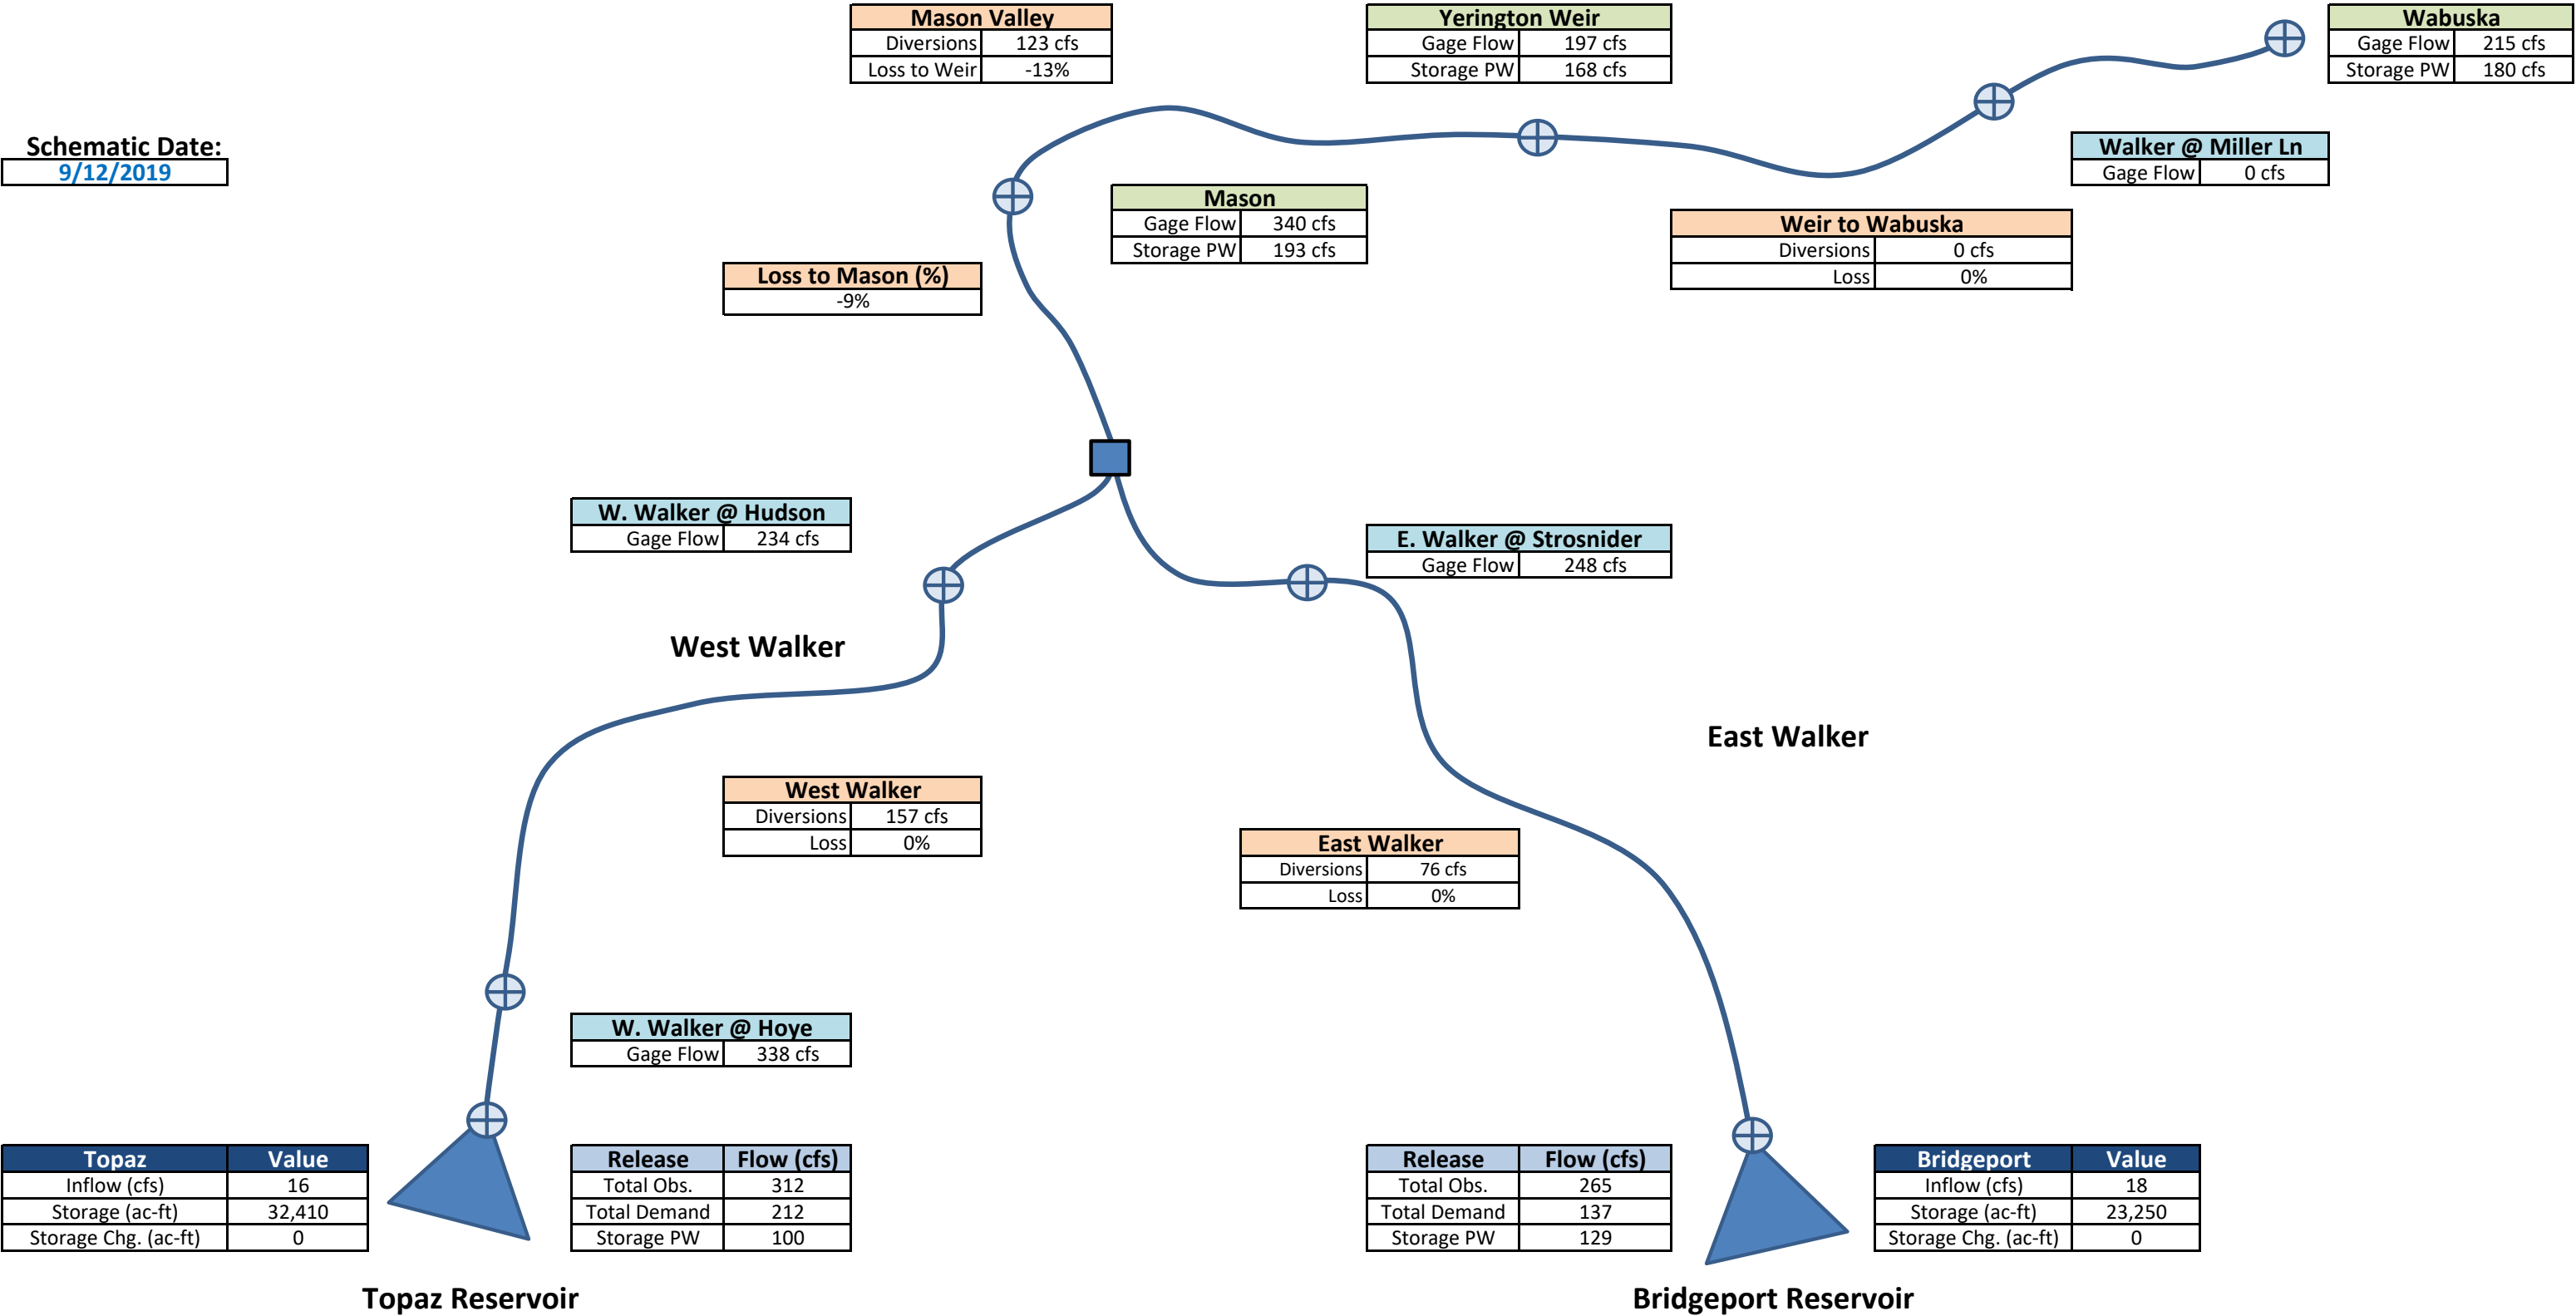 Mason Valley
Diversions 123 cfs
Loss to Weir -13%
Yerington Weir
Gage Flow 197 cfs
Storage PW 168 cfs
Wabuska
Gage Flow 215 cfs
Storage PW 180 cfs
Schematic Date:
9/12/2019
Walker @ Miller Ln
Gage Flow 0 cfs
Mason
Gage Flow 340 cfs
Storage PW 193 cfs
Weir to Wabuska
Diversions 0 cfs
Loss 0%
Loss to Mason (%)
-9%
W. Walker @ Hudson
Gage Flow 234 cfs
E. Walker @ Strosnider
Gage Flow 248 cfs
West Walker
East Walker
West Walker
Diversions 157 cfs
Loss 0%
East Walker
Diversions 76 cfs
Loss 0%
W. Walker @ Hoye
Gage Flow 338 cfs
Topaz Value
Inflow (cfs) 16
Storage (ac-ft) 32,410
Storage Chg. (ac-ft) 0
Release Flow (cfs)
Total Obs. 312
Total Demand 212
Storage PW 100
Release Flow (cfs)
Total Obs. 265
Total Demand 137
Storage PW 129
Bridgeport Value
Inflow (cfs) 18
Storage (ac-ft) 23,250
Storage Chg. (ac-ft) 0
Topaz Reservoir
Bridgeport Reservoir